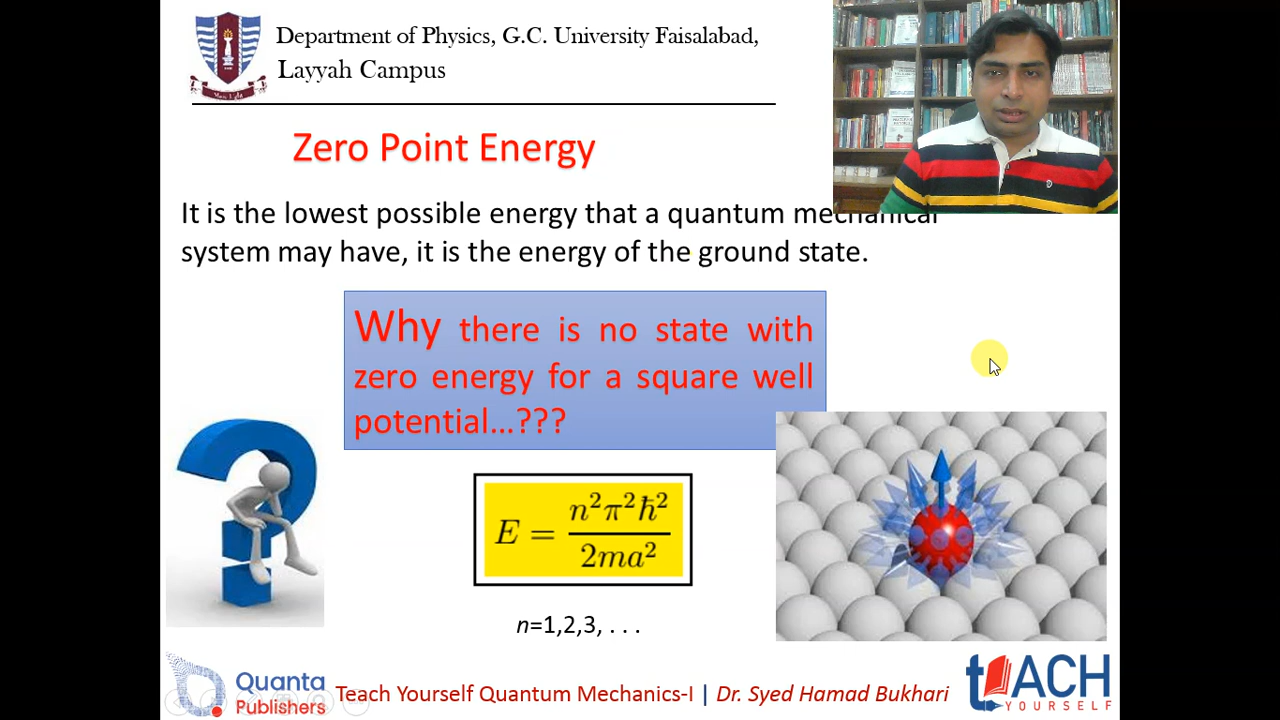 Department of Physics, G.C. University Faisalabad,
Layyah Campus
Zero Point Energy
It is the lowest possible energy that a quantum mechanical
system may have, it is the energy of the ground state.
Why there is no state with
zero energy for a square well
potential...???
E = n²π²ħ² / 2ma²
n=1,2,3, . . .
Quanta
Publishers
Teach Yourself Quantum Mechanics-I | Dr. Syed Hamad Bukhari
tEACH
YOURSELF